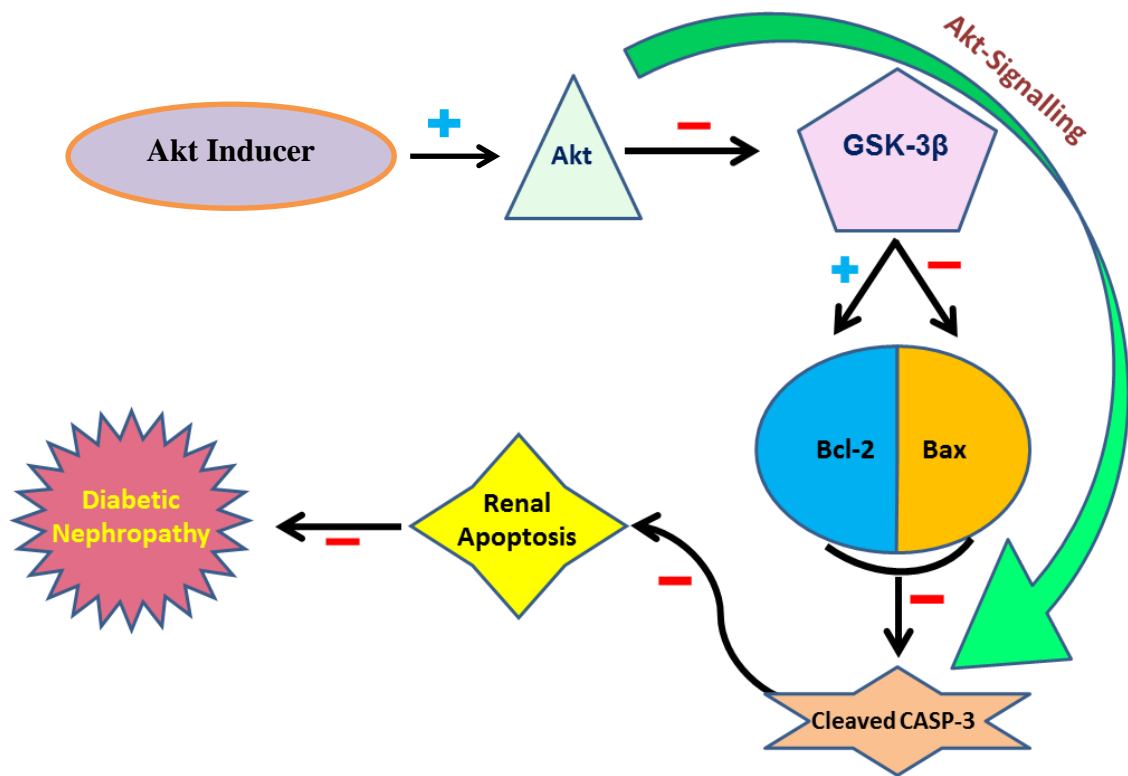 Akt-Signalling
Akt Inducer
+
Akt
−
GSK-3β
+
−
Bcl-2
Bax
−
Cleaved CASP-3
−
Renal
Apoptosis
−
Diabetic
Nephropathy